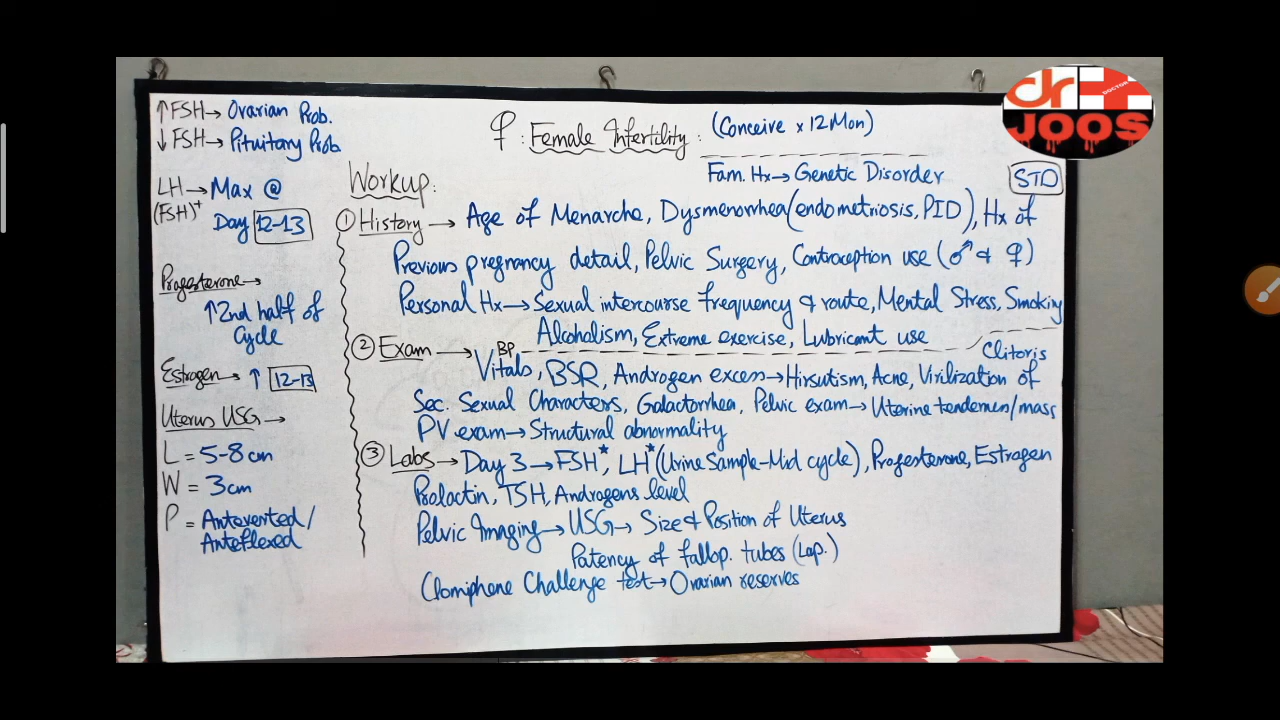 dr
DOCTOR
JOOS
♀ : Female Infertility : (Conceive x 12 Mon)
↑FSH → Ovarian Prob.
↓FSH → Pituitary Prob
LH → Max @
(FSH)+
Day 12-13
Progesterone →
↑2nd half of
Cycle
Estrogen → ↑ 12-13
Uterus USG →
L = 5-8 cm
W = 3cm
P = Anteverted/
Anteflexed
Fam. Hx → Genetic Disorder
STD
Workup:
① History → Age of Menarche, Dysmenorrhea (endometriosis, PID), Hx of
Previous pregnancy detail, Pelvic Surgery, Contraception use (♂ & ♀)
Personal Hx → Sexual intercourse frequency & route, Mental Stress, Smoking
Alcoholism, Extreme exercise, Lubricant use
② Exam → Vitals, BSR, Androgen excess → Hirsutism, Acne, Virilization of
BP
Clitoris
Sec. Sexual Characters, Galactorrhea, Pelvic exam → Uterine tenderness/mass
PV exam → Structural abnormality
③ Labs → Day 3 → FSH*, LH* (Urine Sample-Mid cycle), Progesterone, Estrogen
Prolactin, TSH, Androgens level
Pelvic Imaging → USG → Size & Position of Uterus
Patency of fallop. tubes (Lap.)
Clomiphene Challenge test → Ovarian reserves